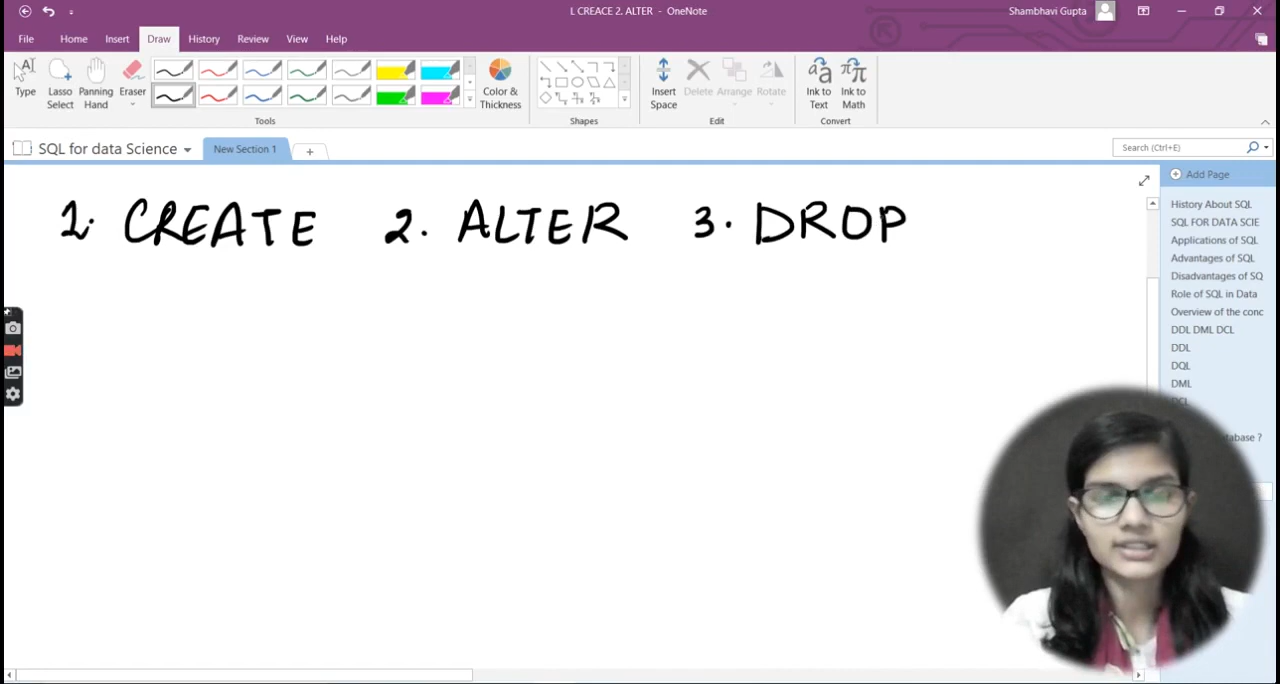 L CREACE 2. ALTER - OneNote
Shambhavi Gupta
File Home Insert Draw History Review View Help
Type
Lasso Select
Panning Hand
Eraser
Color & Thickness
Insert Space
Delete
Arrange
Rotate
Ink to Text
Ink to Math
Tools
Shapes
Edit
Convert
SQL for data Science
New Section 1
Search (Ctrl+E)
Add Page
1. CREATE 2. ALTER 3. DROP
History About SQL
SQL FOR DATA SCIE
Applications of SQL
Advantages of SQL
Disadvantages of SQ
Role of SQL in Data
Overview of the conc
DDL DML DCL
DDL
DQL
DML
DCL
tabase ?